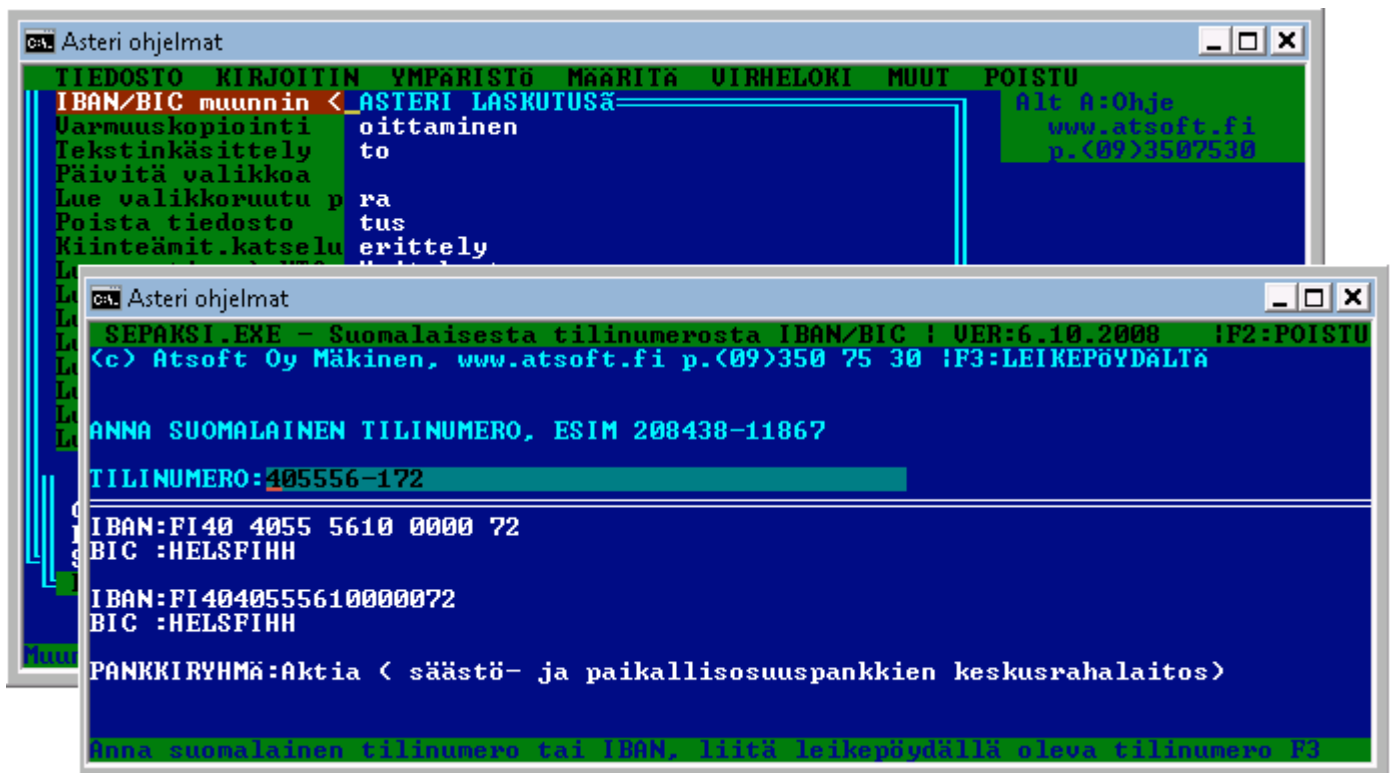 Asteri ohjelmat
TIEDOSTO KIRJOITIN YMPäRISTö MääRITä VIRHELOKI MUUT POISTU
IBAN/BIC muunnin < ASTERI LASKUTUSä
Alt A:Ohje
Varmuuskopiointi oittaminen
www.atsoft.fi
Tekstinkäsittely to
p.(09)3507530
Päivitä valikkoa
Lue valikkoruutu p ra
Poista tiedosto tus
Kiinteämit.katselu erittely
Asteri ohjelmat
SEPAKSI.EXE - Suomalaisesta tilinumerosta IBAN/BIC ¦ VER:6.10.2008 ¦F2:POISTU
(c) Atsoft Oy Mäkinen, www.atsoft.fi p.(09)350 75 30 ¦F3:LEIKEPöYDäLTä
ANNA SUOMALAINEN TILINUMERO, ESIM 208438-11867
TILINUMERO:405556-172
IBAN:FI40 4055 5610 0000 72
BIC :HELSFIHH
IBAN:FI4040555610000072
BIC :HELSFIHH
PANKKIRYHMä:Aktia ( säästö- ja paikallisosuuspankkien keskusrahalaitos)
Anna suomalainen tilinumero tai IBAN, liitä leikepöydällä oleva tilinumero F3